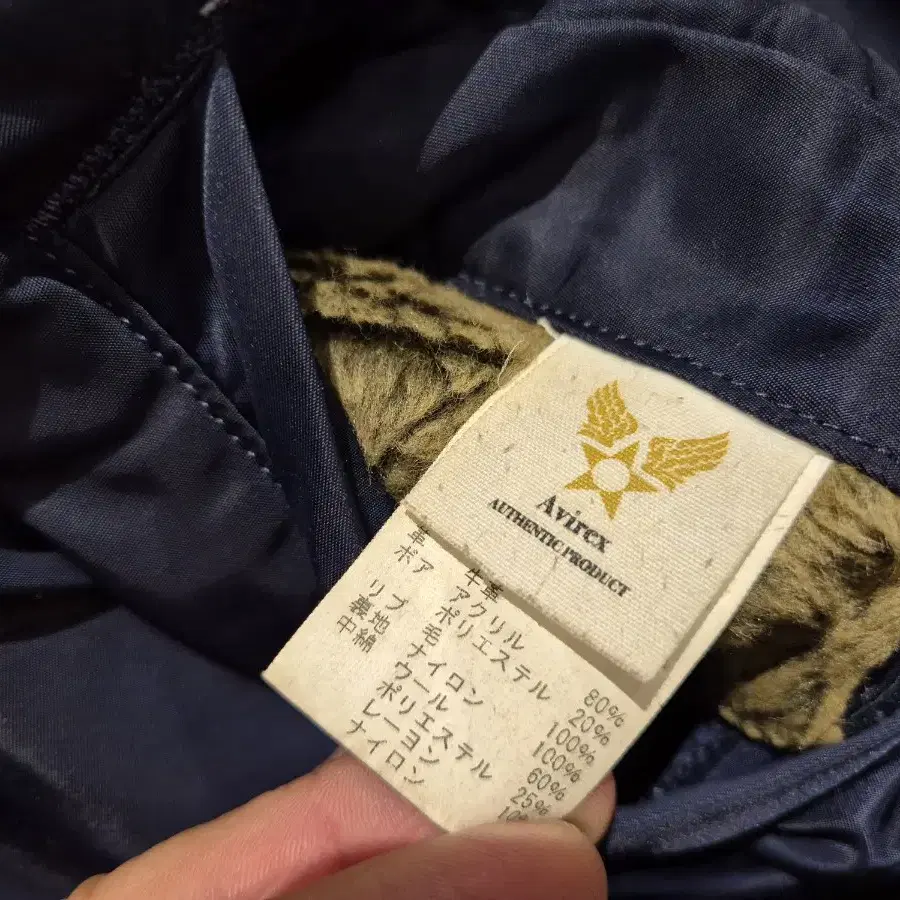 Avirex
AUTHENTIC PRODUCT
革 牛革
ボア アクリル 80%
ポリエステル 20%
リブ 毛 100%
裏地 ナイロン 100%
中綿 ウール 60%
ポリエステル 25%
レーヨン 10%
ナイロン